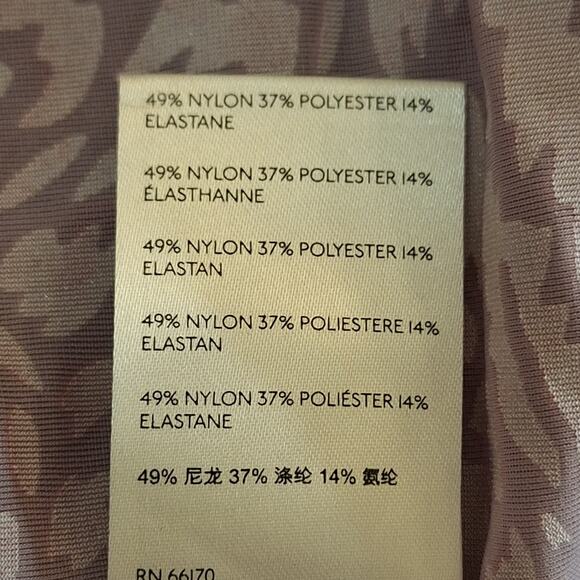 49% NYLON 37% POLYESTER 14%
ELASTANE
49% NYLON 37% POLYESTER 14%
ÉLASTHANNE
49% NYLON 37% POLYESTER 14%
ELASTAN
49% NYLON 37% POLIESTERE 14%
ELASTAN
49% NYLON 37% POLIÉSTER 14%
ELASTANE
49% 尼龙 37% 涤纶 14% 氨纶
RN 66170